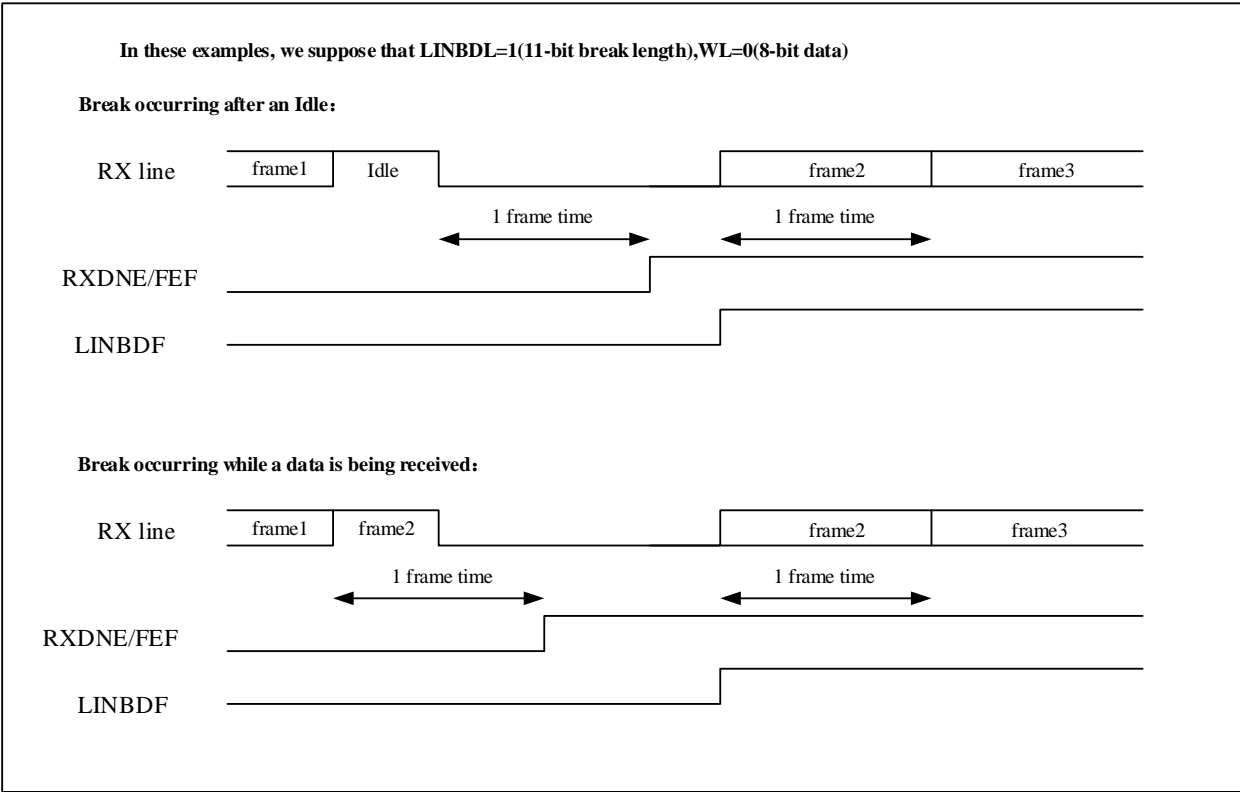 In these examples, we suppose that LINBDL=1(11-bit break length),WL=0(8-bit data)
Break occurring after an Idle：
RX line
frame1
Idle
frame2
frame3
1 frame time
1 frame time
RXDNE/FEF
LINBDF
Break occurring while a data is being received：
RX line
frame1
frame2
frame2
frame3
1 frame time
1 frame time
RXDNE/FEF
LINBDF